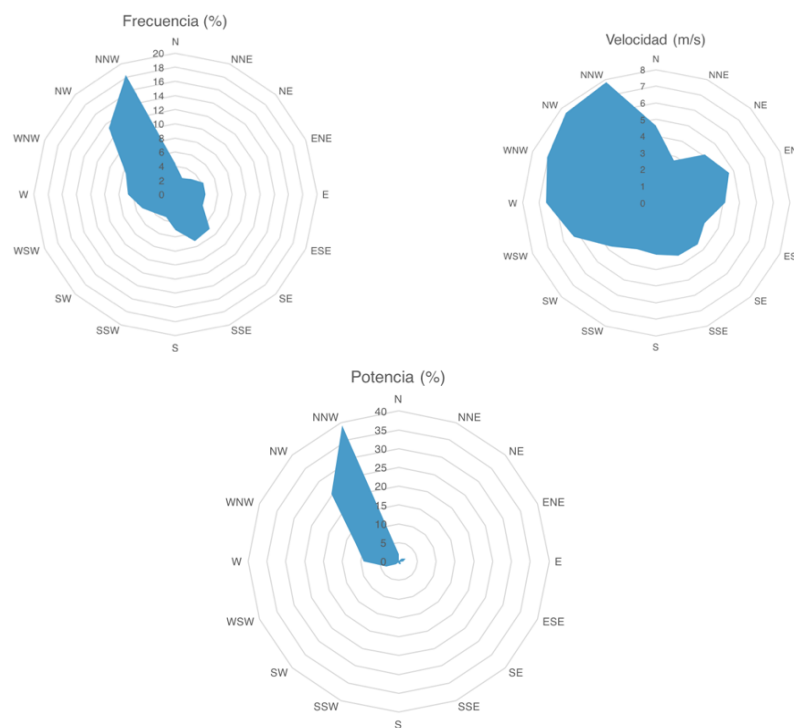 Frecuencia (%)
N
NNE
NE
ENE
E
ESE
SE
SSE
S
SSW
SW
WSW
W
WNW
NW
NNW
20
18
16
14
12
10
8
6
4
2
0
Velocidad (m/s)
N
NNE
NE
EN
E
ES
SE
SSE
S
SSW
SW
WSW
W
WNW
NW
NNW
8
7
6
5
4
3
2
1
0
Potencia (%)
N
NNE
NE
ENE
E
ESE
SE
SSE
S
SSW
SW
WSW
W
WNW
NW
NNW
40
35
30
25
20
15
10
5
0